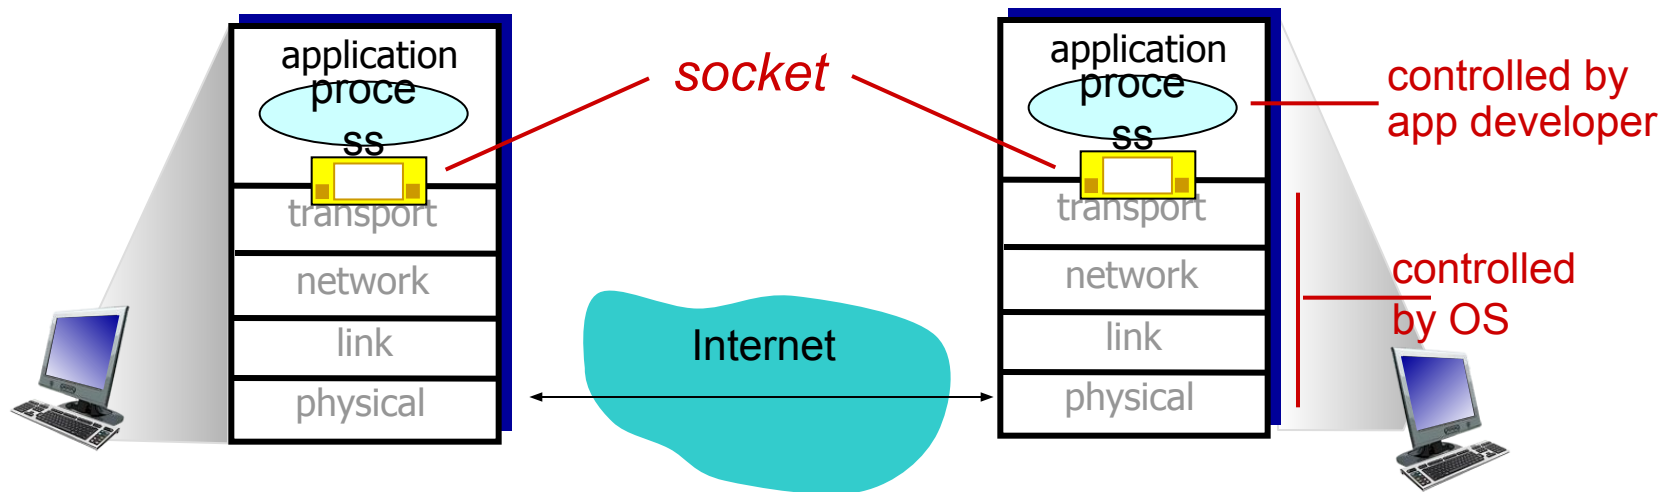 application
proce
ss
transport
network
link
physical
socket
Internet
application
proce
ss
transport
network
link
physical
controlled by
app developer
controlled
by OS